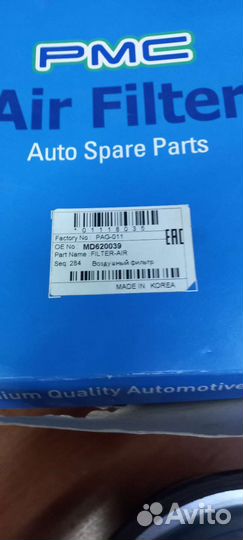 PMC
Air Filter
Auto Spare Parts
*01118035*
Factory No.: PAG-011
OE No.: MD620039
Part Name: FILTER-AIR
Seq: 284 Воздушный фильтр
EAC
MADE IN KOREA
ium Quality Automotive
Avito